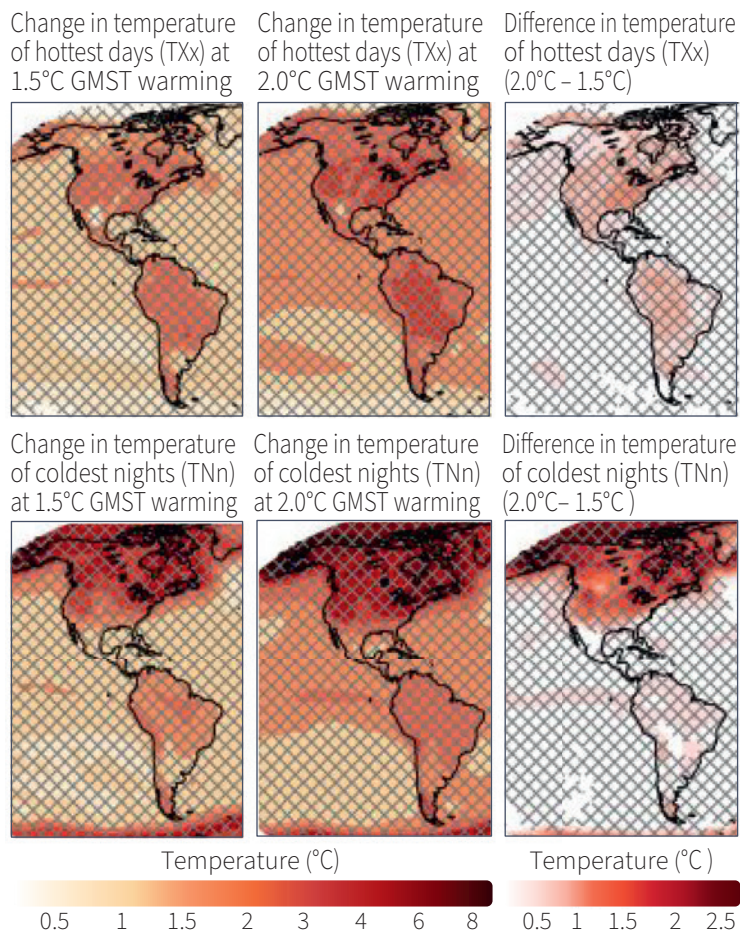 Change in temperature
of hottest days (TXx) at
1.5°C GMST warming
Change in temperature
of hottest days (TXx) at
2.0°C GMST warming
Difference in temperature
of hottest days (TXx)
(2.0°C – 1.5°C)
Change in temperature
of coldest nights (TNn)
at 1.5°C GMST warming
Change in temperature
of coldest nights (TNn)
at 2.0°C GMST warming
Difference in temperature
of coldest nights (TNn)
(2.0°C– 1.5°C )
Temperature (°C)
0.5 1 1.5 2 3 4 6 8
Temperature (°C )
0.5 1 1.5 2 2.5